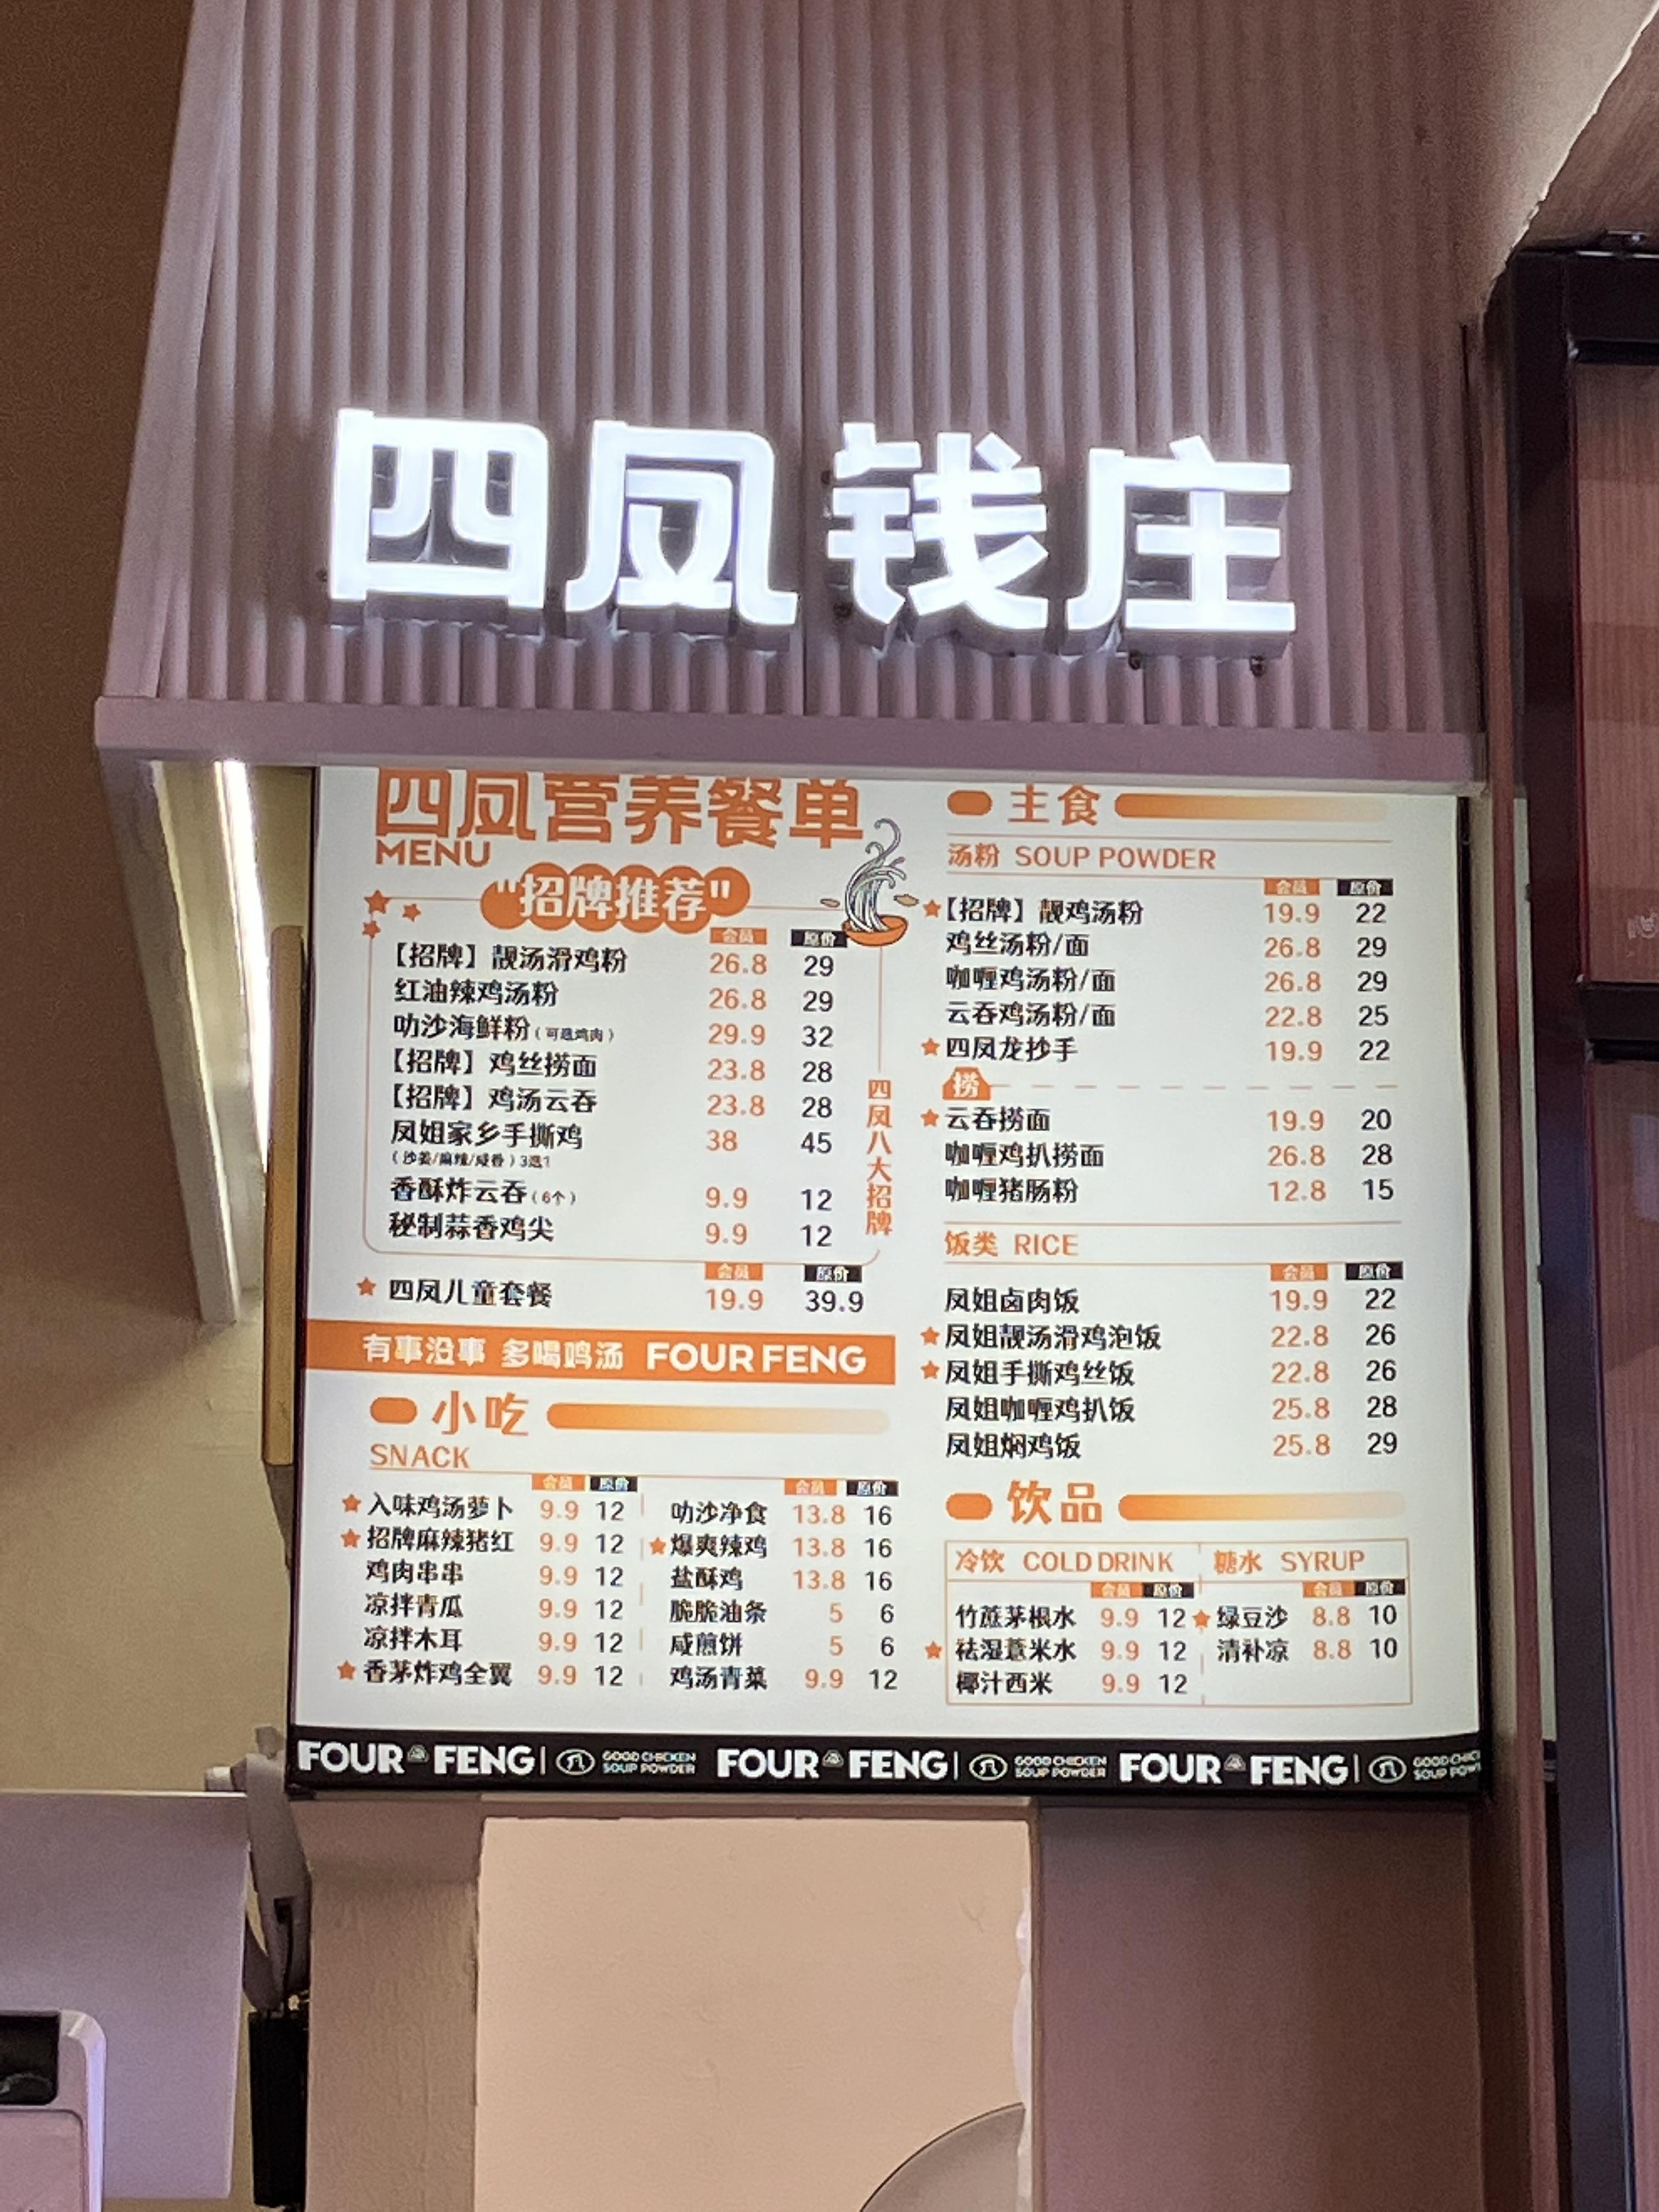 四凤钱庄
四凤营养餐单
MENU
"招牌推荐"
会员 原价
【招牌】靓汤滑鸡粉 26.8 29
红油辣鸡汤粉 26.8 29
叻沙海鲜粉(可选鸡肉) 29.9 32
【招牌】鸡丝捞面 23.8 28
【招牌】鸡汤云吞 23.8 28
凤姐家乡手撕鸡 38 45
(沙姜/麻辣/咸香)3选1
香酥炸云吞(6个) 9.9 12
秘制蒜香鸡尖 9.9 12
四凤八大招牌
会员 原价
四凤儿童套餐 19.9 39.9
有事没事 多喝鸡汤 FOUR FENG
小吃
SNACK
会员 原价
入味鸡汤萝卜 9.9 12
招牌麻辣猪红 9.9 12
鸡肉串串 9.9 12
凉拌青瓜 9.9 12
凉拌木耳 9.9 12
香茅炸鸡全翼 9.9 12
会员 原价
叻沙净食 13.8 16
爆爽辣鸡 13.8 16
盐酥鸡 13.8 16
脆脆油条 5 6
咸煎饼 5 6
鸡汤青菜 9.9 12
主食
汤粉 SOUP POWDER
会员 原价
【招牌】靓鸡汤粉 19.9 22
鸡丝汤粉/面 26.8 29
咖喱鸡汤粉/面 26.8 29
云吞鸡汤粉/面 22.8 25
四凤龙抄手 19.9 22
捞
云吞捞面 19.9 20
咖喱鸡扒捞面 26.8 28
咖喱猪肠粉 12.8 15
饭类 RICE
会员 原价
凤姐卤肉饭 19.9 22
凤姐靓汤滑鸡泡饭 22.8 26
凤姐手撕鸡丝饭 22.8 26
凤姐咖喱鸡扒饭 25.8 28
凤姐焖鸡饭 25.8 29
饮品
冷饮 COLD DRINK
会员 原价
竹蔗茅根水 9.9 12
祛湿薏米水 9.9 12
椰汁西米 9.9 12
糖水 SYRUP
会员 原价
绿豆沙 8.8 10
清补凉 8.8 10
FOUR FENG GOOD CHICKEN SOUP POWDER FOUR FENG GOOD CHICKEN SOUP POWDER FOUR FENG GOOD CHIC SOUP POW